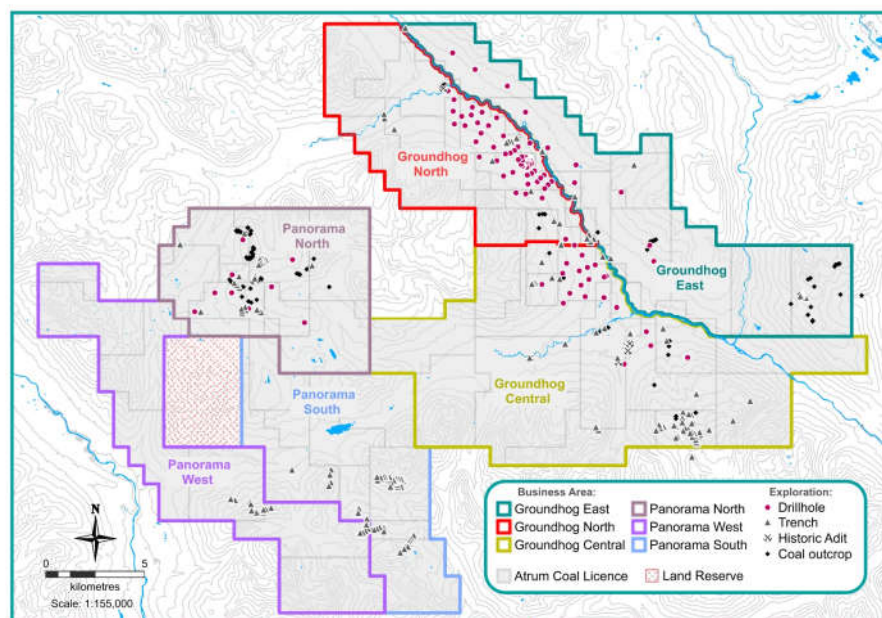 Groundhog
North
Panorama
North
Groundhog
East
Groundhog
Central
Panorama
South
Panorama
West
N
0 5
kilometres
Scale: 1:155,000
Business Area:
Groundhog East
Groundhog North
Groundhog Central
Panorama North
Panorama West
Panorama South
Atrum Coal Licence
Land Reserve
Exploration:
Drillhole
Trench
Historic Adit
Coal outcrop